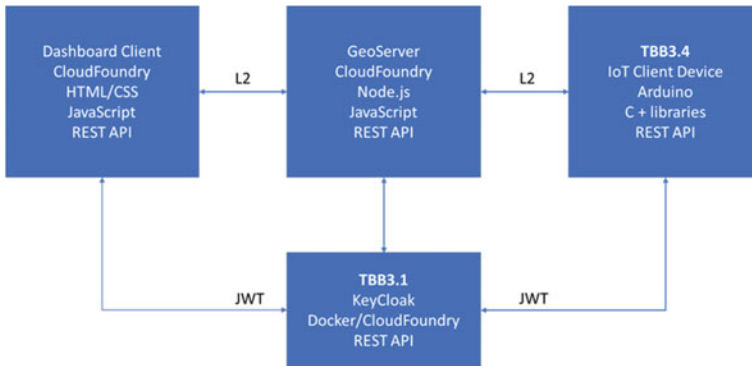 Dashboard Client
CloudFoundry
HTML/CSS
JavaScript
REST API
L2
GeoServer
CloudFoundry
Node.js
JavaScript
REST API
L2
TBB3.4
IoT Client Device
Arduino
C + libraries
REST API
JWT
TBB3.1
KeyCloak
Docker/CloudFoundry
REST API
JWT